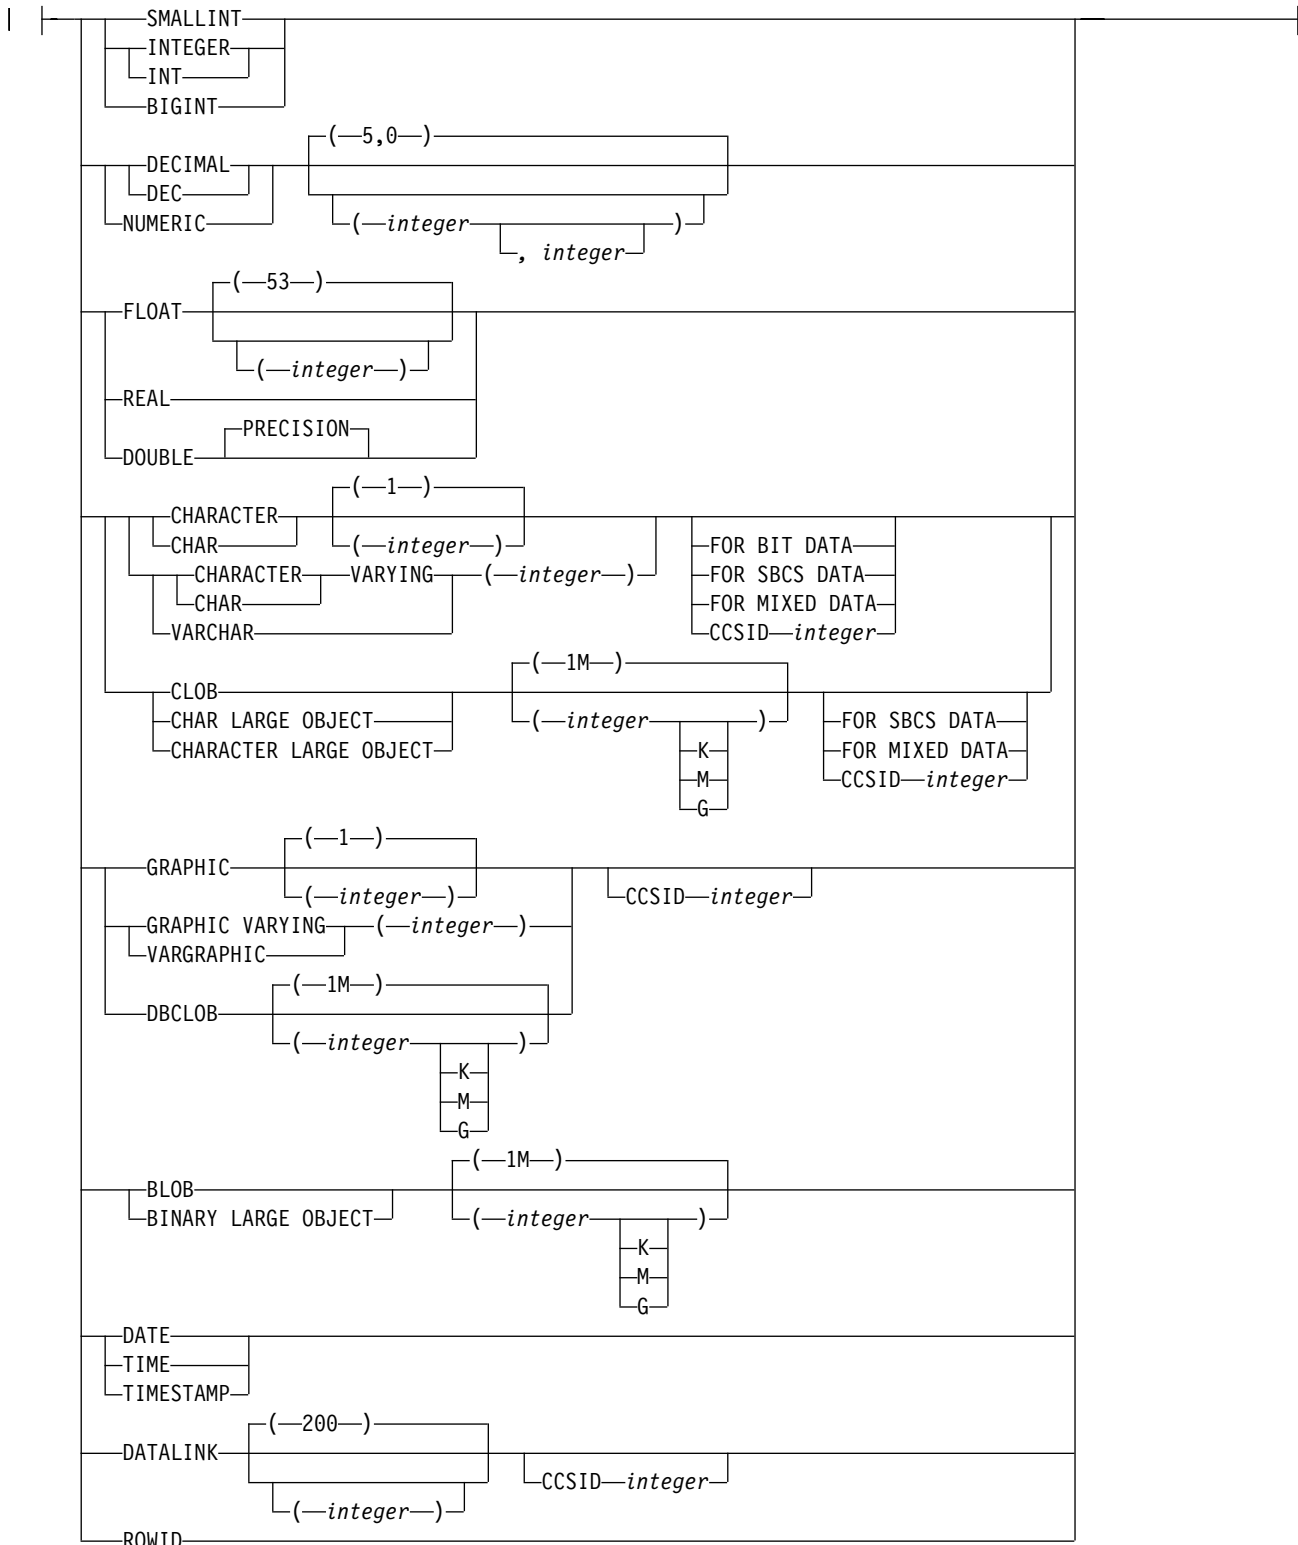 SMALLINT
INTEGER
INT
BIGINT
( 5,0 )
DECIMAL
DEC
NUMERIC
( integer )
, integer
( 53 )
FLOAT
( integer )
REAL
PRECISION
DOUBLE
( 1 )
CHARACTER
CHAR ( integer ) FOR BIT DATA
CHARACTER VARYING ( integer ) FOR SBCS DATA
CHAR FOR MIXED DATA
VARCHAR CCSID integer
( 1M )
CLOB
CHAR LARGE OBJECT ( integer ) FOR SBCS DATA
CHARACTER LARGE OBJECT K FOR MIXED DATA
M CCSID integer
G
( 1 )
GRAPHIC
( integer ) CCSID integer
GRAPHIC VARYING ( integer )
VARGRAPHIC
( 1M )
DBCLOB
( integer )
K
M
G
( 1M )
BLOB
BINARY LARGE OBJECT ( integer )
K
M
G
DATE
TIME
TIMESTAMP
( 200 )
DATALINK
CCSID integer
( integer )
ROWID